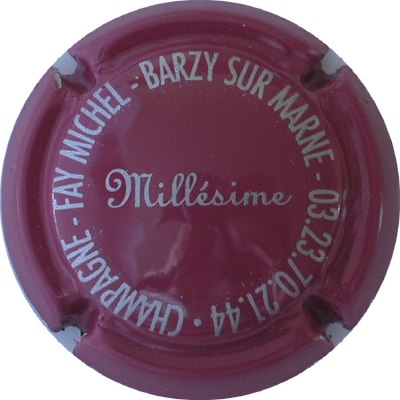 CHAMPAGNE - FAY MICHEL - BARZY SUR MARNE - 03.23.70.21.44 •
Millésime